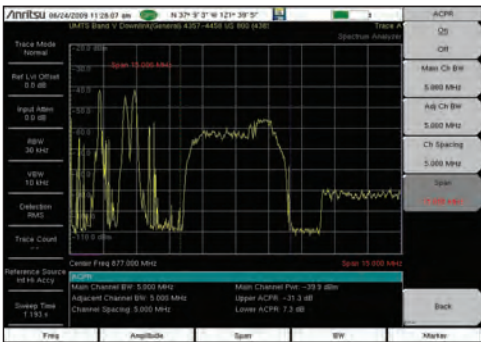 Anritsu 06/24/2009 11:28:07 am N 37° 9' 3" W 121° 39' 5" ACPR
UMTS Band V Downlink(General) 4357-4458 US 800 (438) Trace A
Spectrum Analyzer
On
Off
Trace Mode
Normal
-20.0 dBm
Span 15.000 MHz
Ref Lvl Offset
0.0 dB
Main Ch BW
5.000 MHz
Input Atten
0.0 dB
Adj Ch BW
5.000 MHz
RBW
30 kHz
Ch Spacing
5.000 MHz
VBW
10 kHz
Span
Detection
RMS
Trace Count
--
Center Freq 877.000 MHz Span 15.000 MHz
Reference Source
Int Hi Accy
ACPR
Main Channel BW: 5.000 MHz Main Channel Pwr: -39.9 dBm
Adjacent Channel BW: 5.000 MHz Upper ACPR: -31.3 dB
Channel Spacing: 5.000 MHz Lower ACPR: 7.3 dB
Sweep Time
1.193 s
Back
Freq Amplitude Span BW Marker